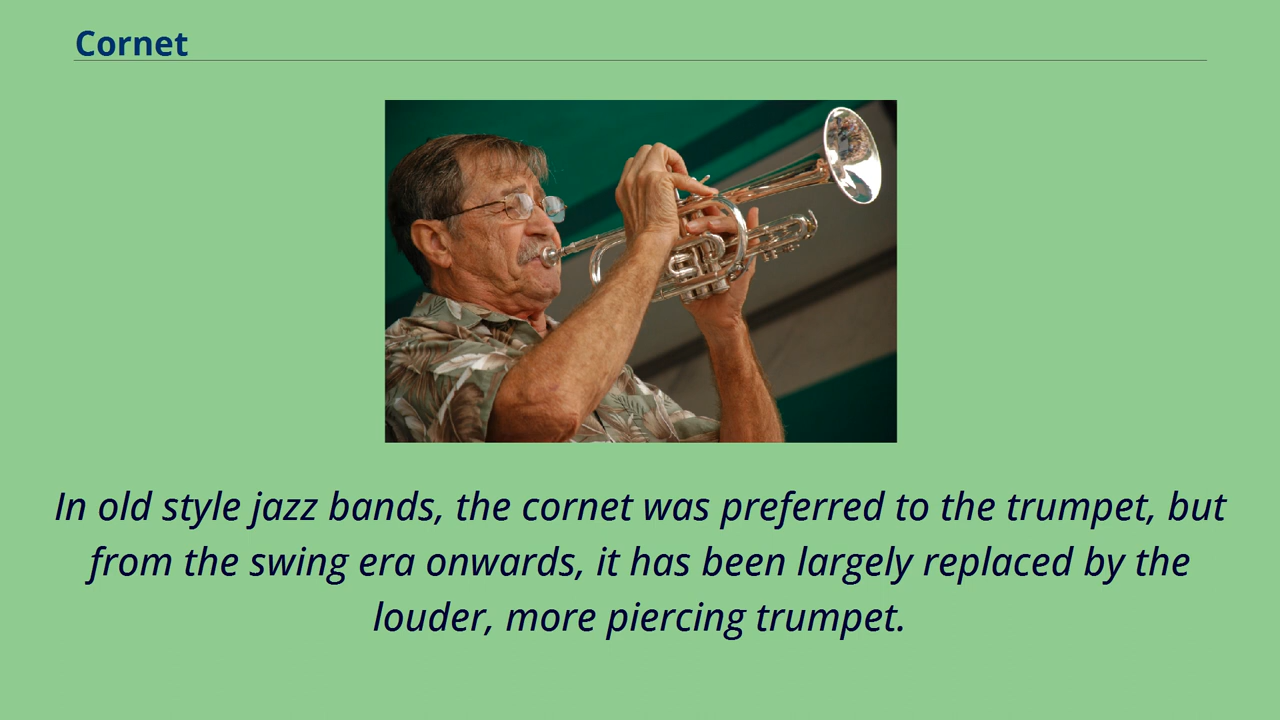 Cornet
In old style jazz bands, the cornet was preferred to the trumpet, but
from the swing era onwards, it has been largely replaced by the
louder, more piercing trumpet.